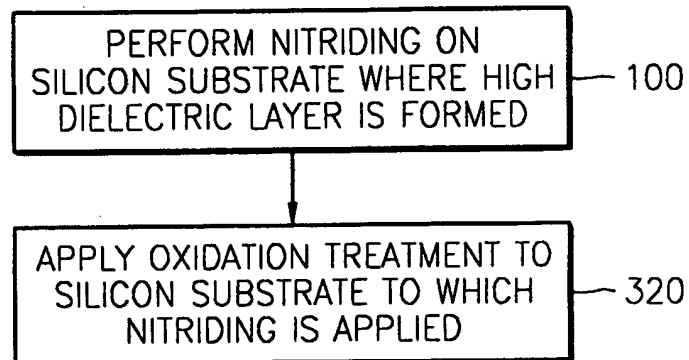 PERFORM NITRIDING ON
SILICON SUBSTRATE WHERE HIGH
DIELECTRIC LAYER IS FORMED
100
APPLY OXIDATION TREATMENT TO
SILICON SUBSTRATE TO WHICH
NITRIDING IS APPLIED
320